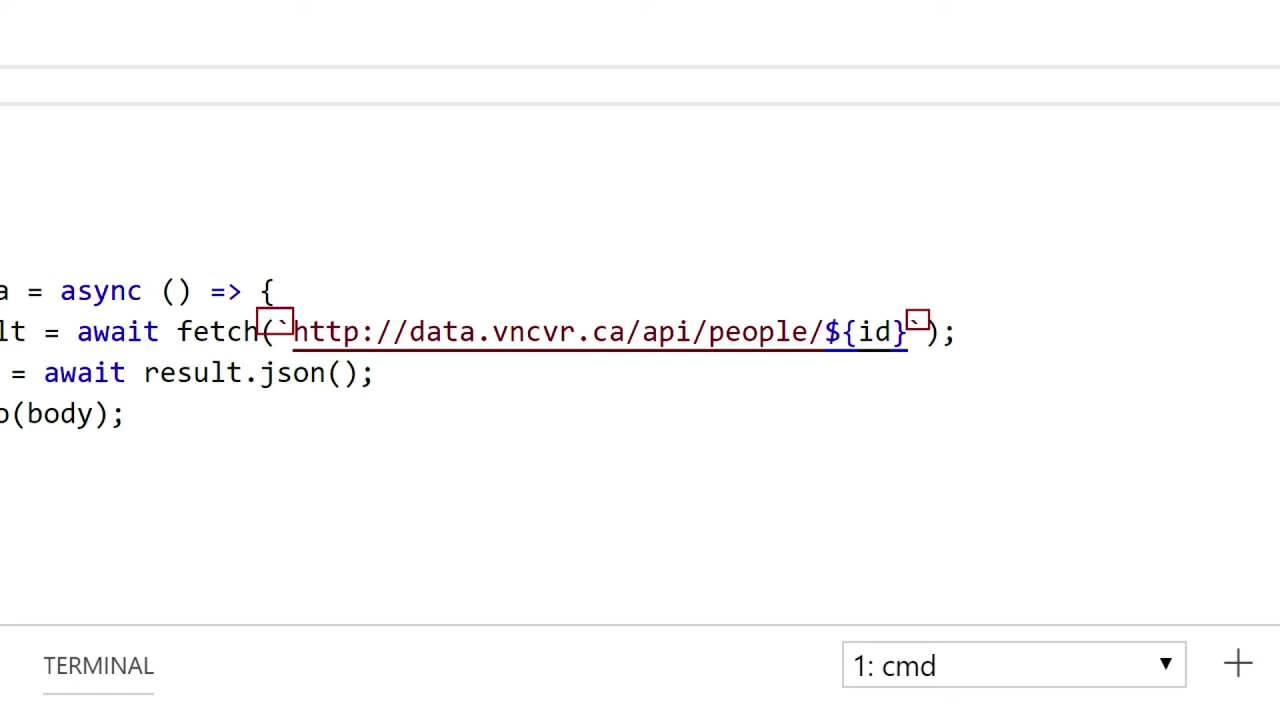 a = async () => {
lt = await fetch(`http://data.vncvr.ca/api/people/${id}`);
= await result.json();
o(body);
TERMINAL
1: cmd